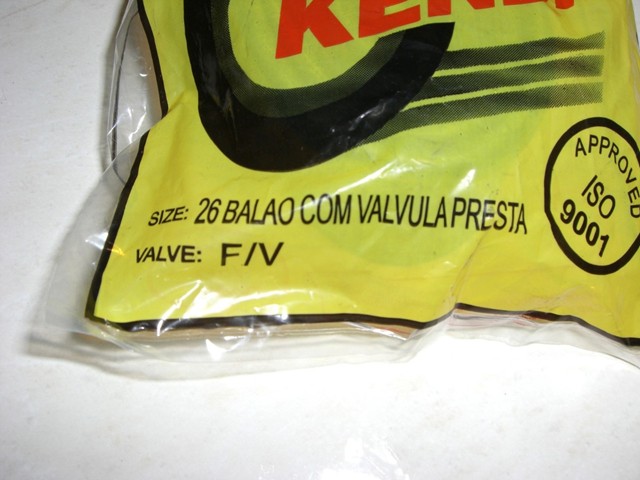 SIZE: 26 BALAO COM VALVULA PRESTA
VALVE: F/V
APPROVED
ISO
9001